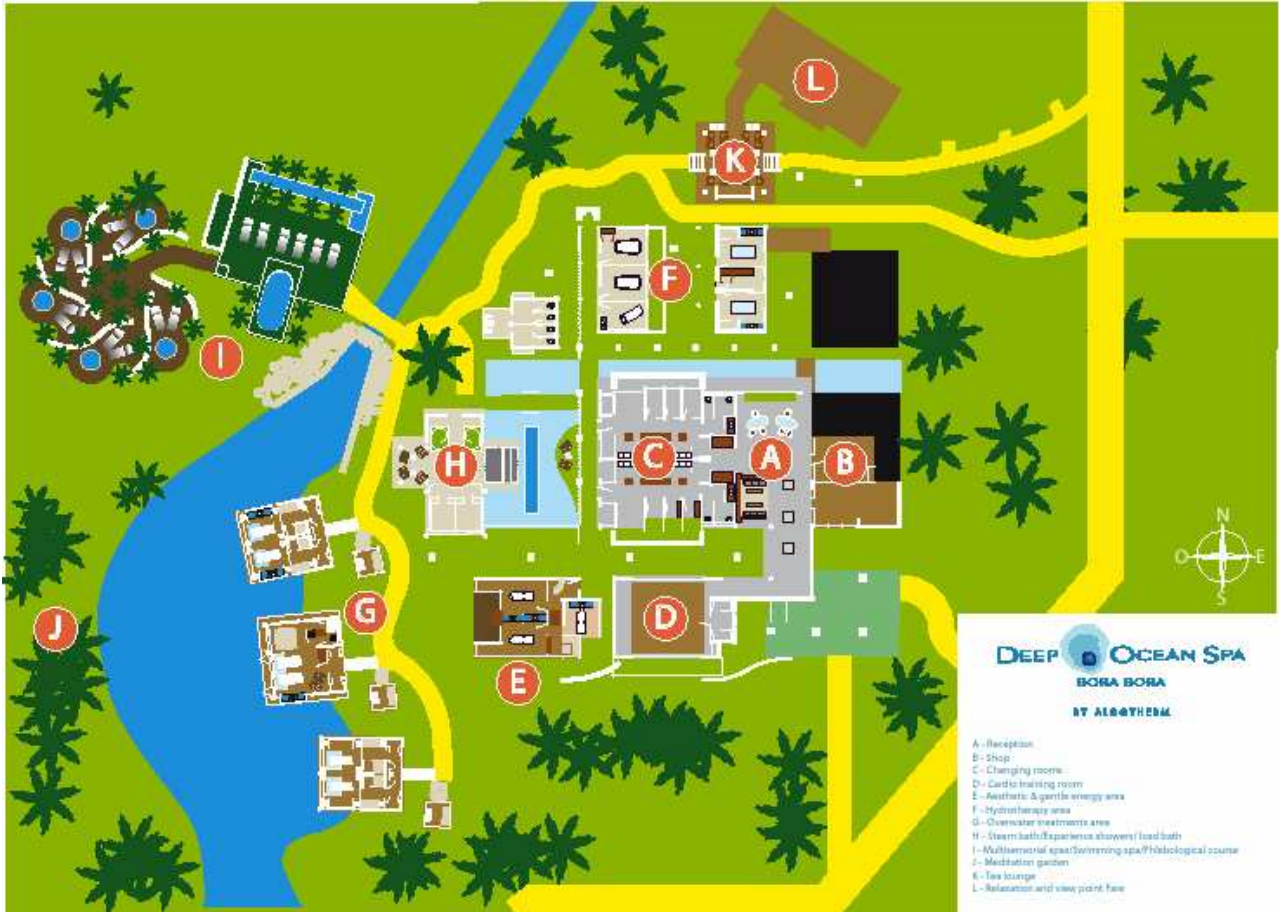 L
K
F
I
H
C
A
B
G
D
J
E
N
O E
S
DEEP OCEAN SPA
BORA BORA
BY ALGOTHERM
A - Reception
B - Shop
C - Changing rooms
D - Cardio training room
E - Aesthetic & gentle energy area
F - Hydrotherapy area
G - Overwater treatments area
H - Steam bath/Experience showers/ Iced bath
I - Multisensorial spas/Swimming spa/Phlebological course
J - Meditation garden
K - Tea lounge
L - Relaxation and view point Fare